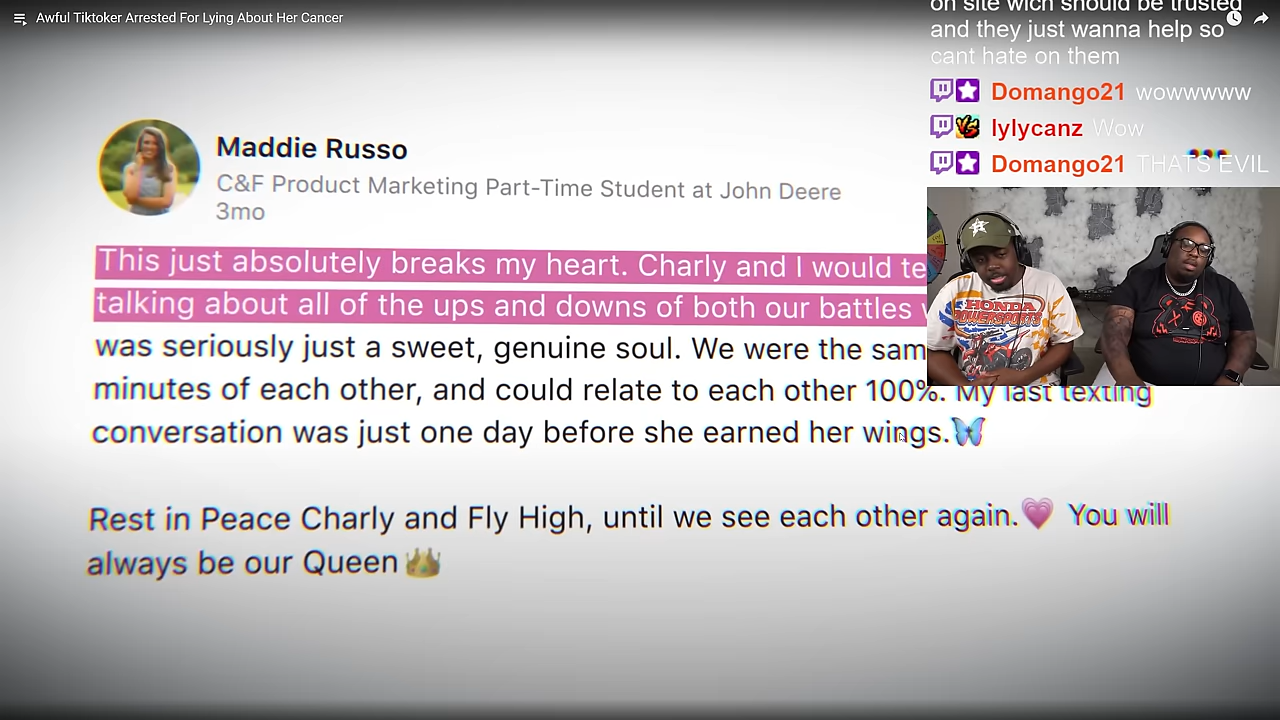 Awful Tiktoker Arrested For Lying About Her Cancer
on site wich should be trusted
and they just wanna help so
cant hate on them
Domango21 wowwwww
lylycanz Wow
Domango21 THATS EVIL
Maddie Russo
C&F Product Marketing Part-Time Student at John Deere
3mo
This just absolutely breaks my heart. Charly and I would te
talking about all of the ups and downs of both our battles
was seriously just a sweet, genuine soul. We were the sam
minutes of each other, and could relate to each other 100%. My last texting
conversation was just one day before she earned her wings.🦋
Rest in Peace Charly and Fly High, until we see each other again.💗 You will
always be our Queen👑
HONDA
POWERSPORTS